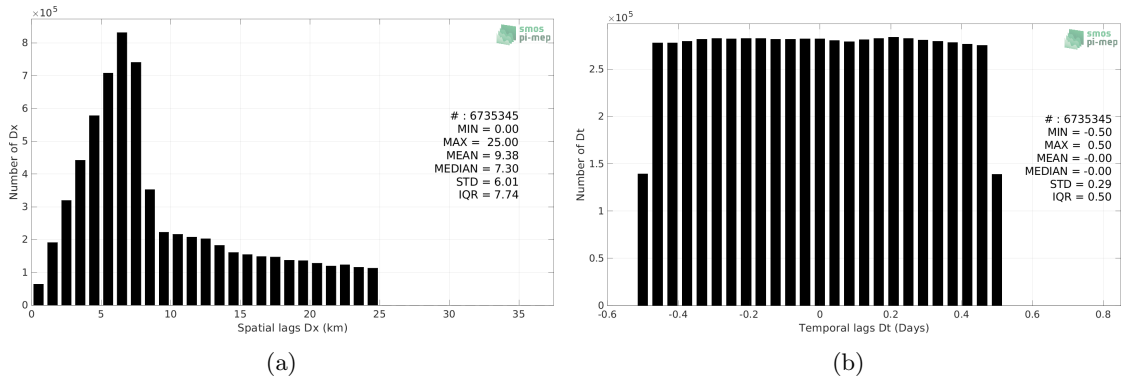 ×10⁵
8
7
6
5
4
3
2
1
0
Number of Dx
0 5 10 15 20 25 30 35
Spatial lags Dx (km)
smos
pi-mep
# : 6735345
MIN = 0.00
MAX = 25.00
MEAN = 9.38
MEDIAN = 7.30
STD = 6.01
IQR = 7.74
(a)
×10⁵
2.5
2
1.5
1
0.5
0
Number of Dt
-0.6 -0.4 -0.2 0 0.2 0.4 0.6 0.8
Temporal lags Dt (Days)
smos
pi-mep
# : 6735345
MIN = -0.50
MAX = 0.50
MEAN = -0.00
MEDIAN = -0.00
STD = 0.29
IQR = 0.50
(b)